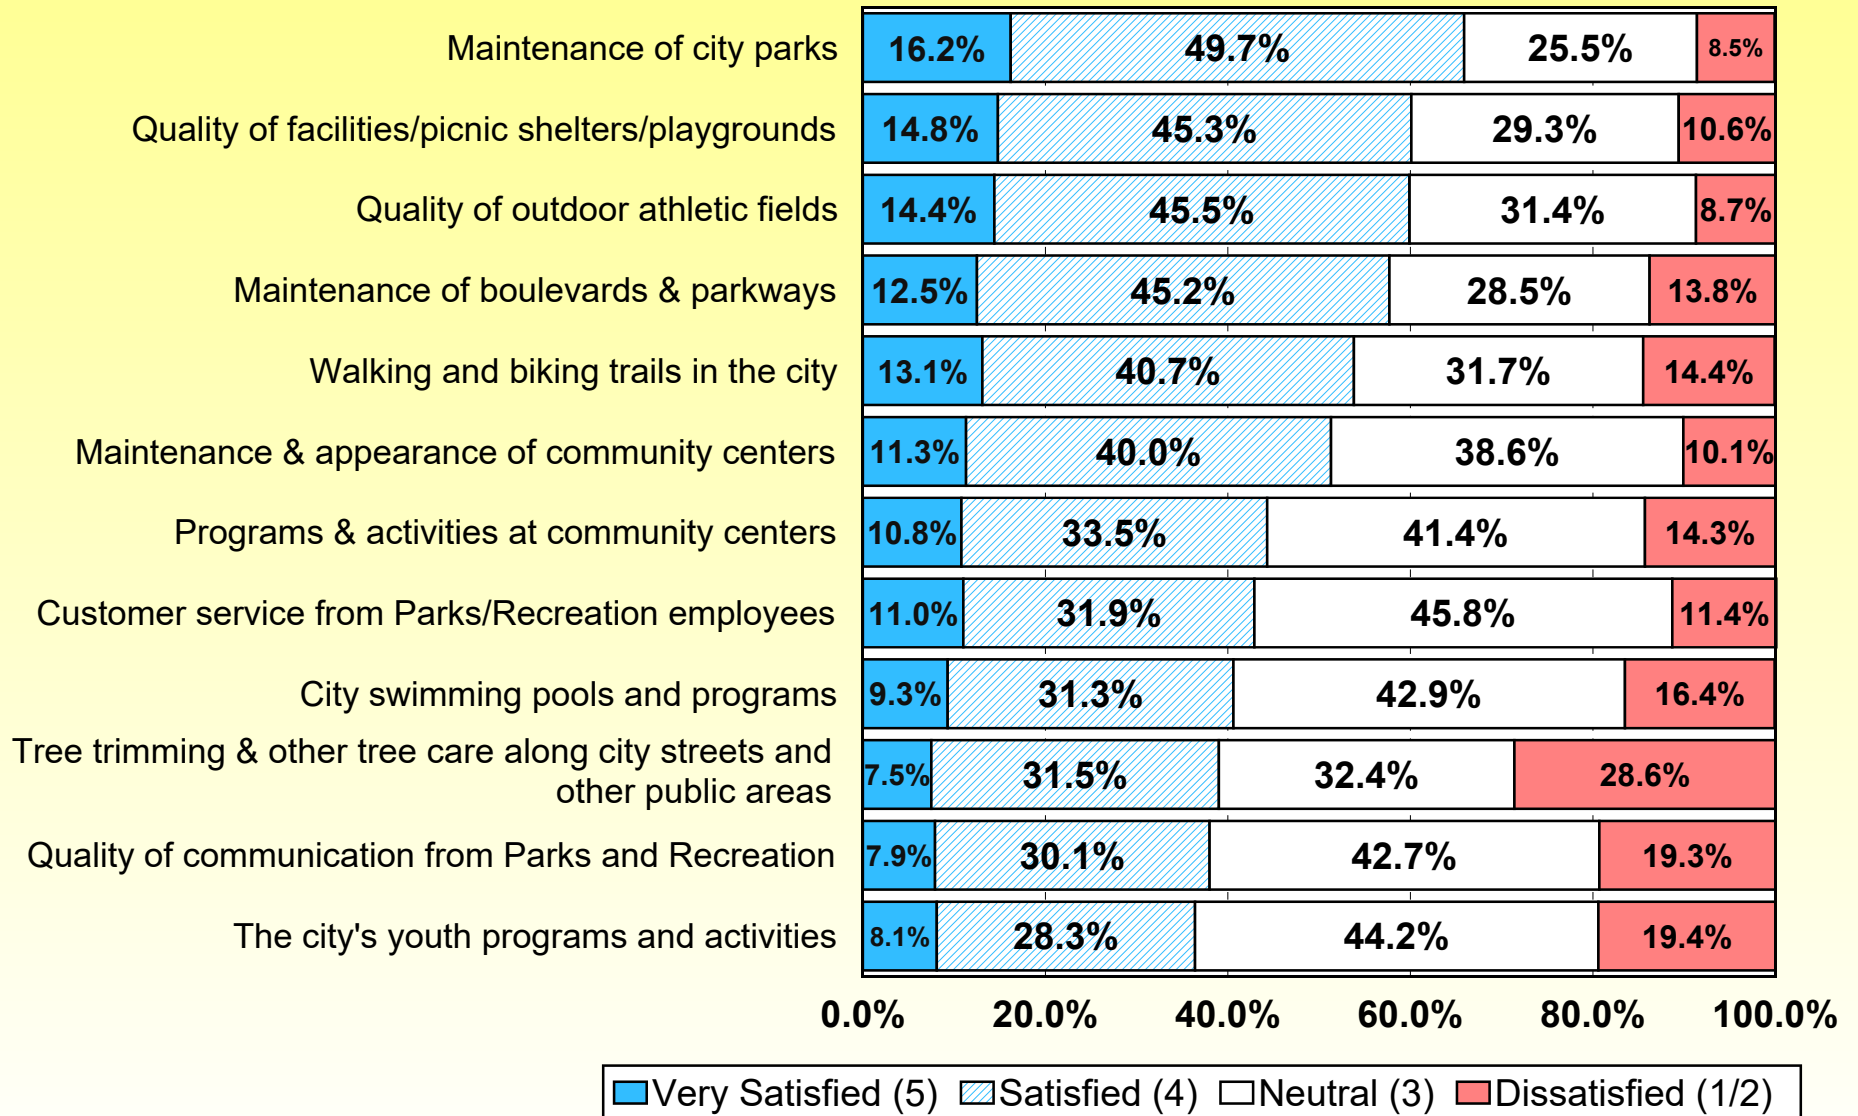 Maintenance of city parks 16.2% 49.7% 25.5% 8.5%
Quality of facilities/picnic shelters/playgrounds 14.8% 45.3% 29.3% 10.6%
Quality of outdoor athletic fields 14.4% 45.5% 31.4% 8.7%
Maintenance of boulevards & parkways 12.5% 45.2% 28.5% 13.8%
Walking and biking trails in the city 13.1% 40.7% 31.7% 14.4%
Maintenance & appearance of community centers 11.3% 40.0% 38.6% 10.1%
Programs & activities at community centers 10.8% 33.5% 41.4% 14.3%
Customer service from Parks/Recreation employees 11.0% 31.9% 45.8% 11.4%
City swimming pools and programs 9.3% 31.3% 42.9% 16.4%
Tree trimming & other tree care along city streets and
other public areas 7.5% 31.5% 32.4% 28.6%
Quality of communication from Parks and Recreation 7.9% 30.1% 42.7% 19.3%
The city's youth programs and activities 8.1% 28.3% 44.2% 19.4%
0.0% 20.0% 40.0% 60.0% 80.0% 100.0%
Very Satisfied (5) Satisfied (4) Neutral (3) Dissatisfied (1/2)